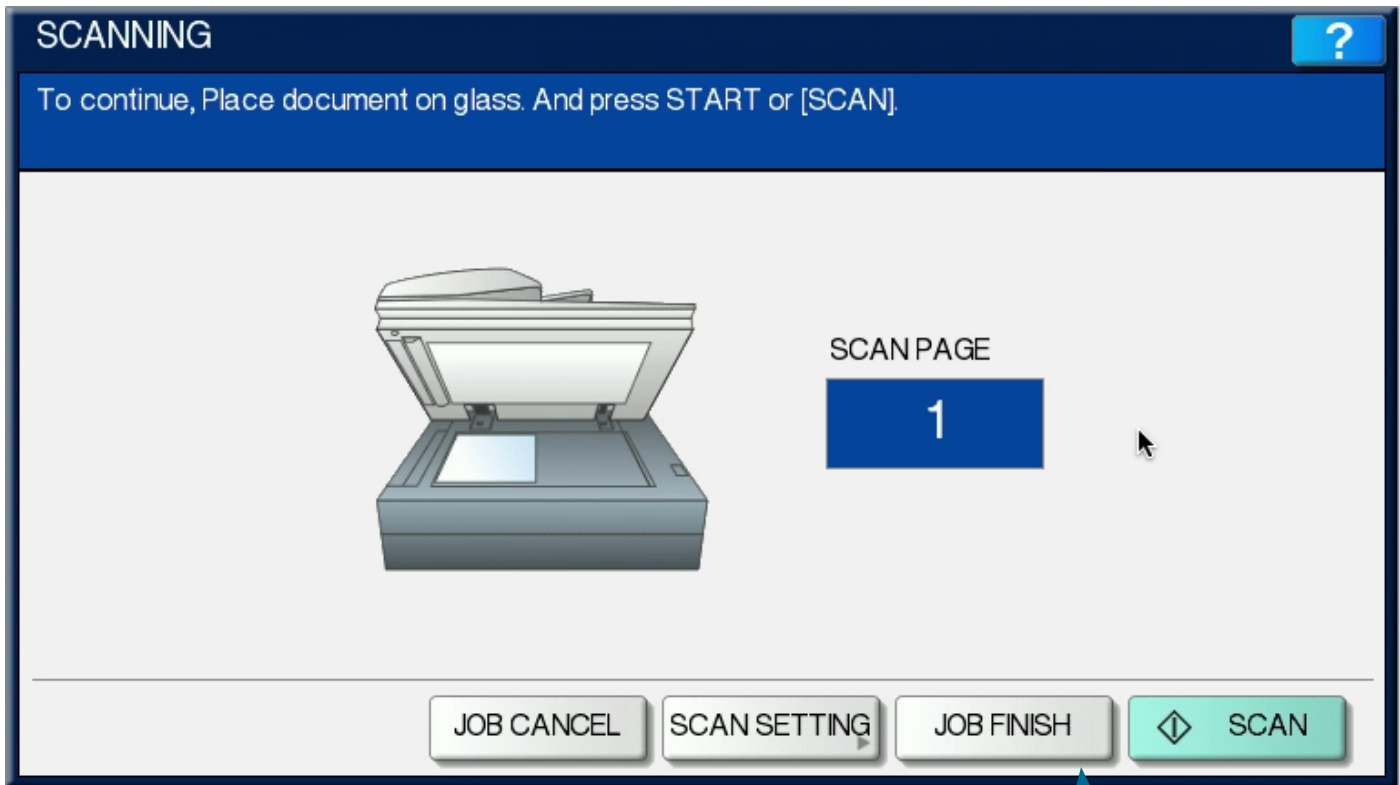 SCANNING
?
To continue, Place document on glass. And press START or [SCAN].
SCAN PAGE
1
JOB CANCEL
SCAN SETTING
JOB FINISH
SCAN